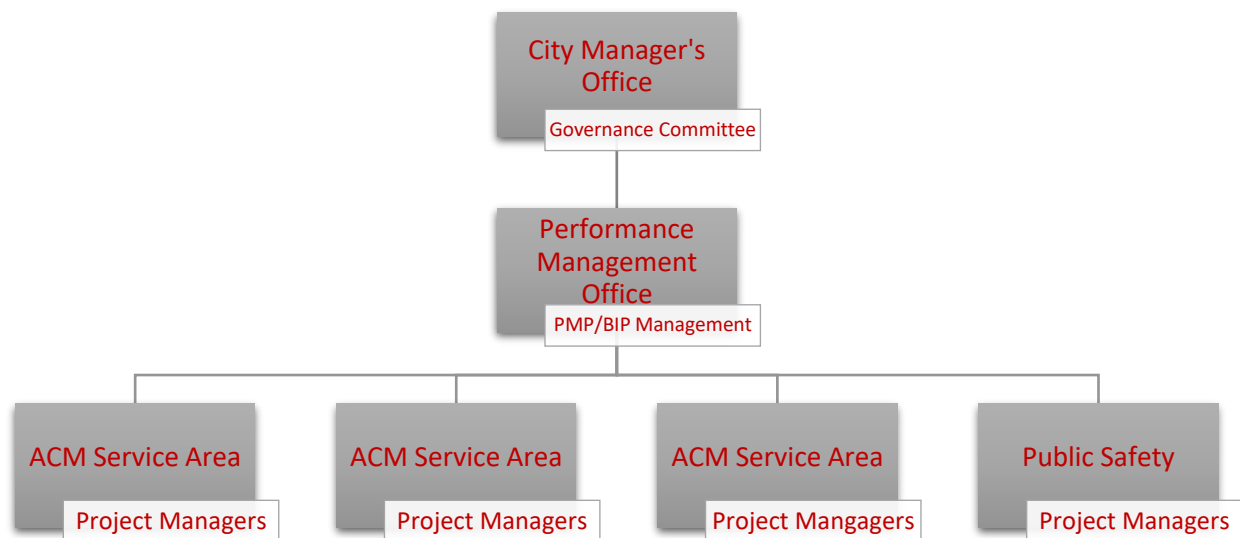 City Manager's
Office
Governance Committee
Performance
Management
Office
PMP/BIP Management
ACM Service Area
Project Managers
ACM Service Area
Project Managers
ACM Service Area
Project Mangagers
Public Safety
Project Managers